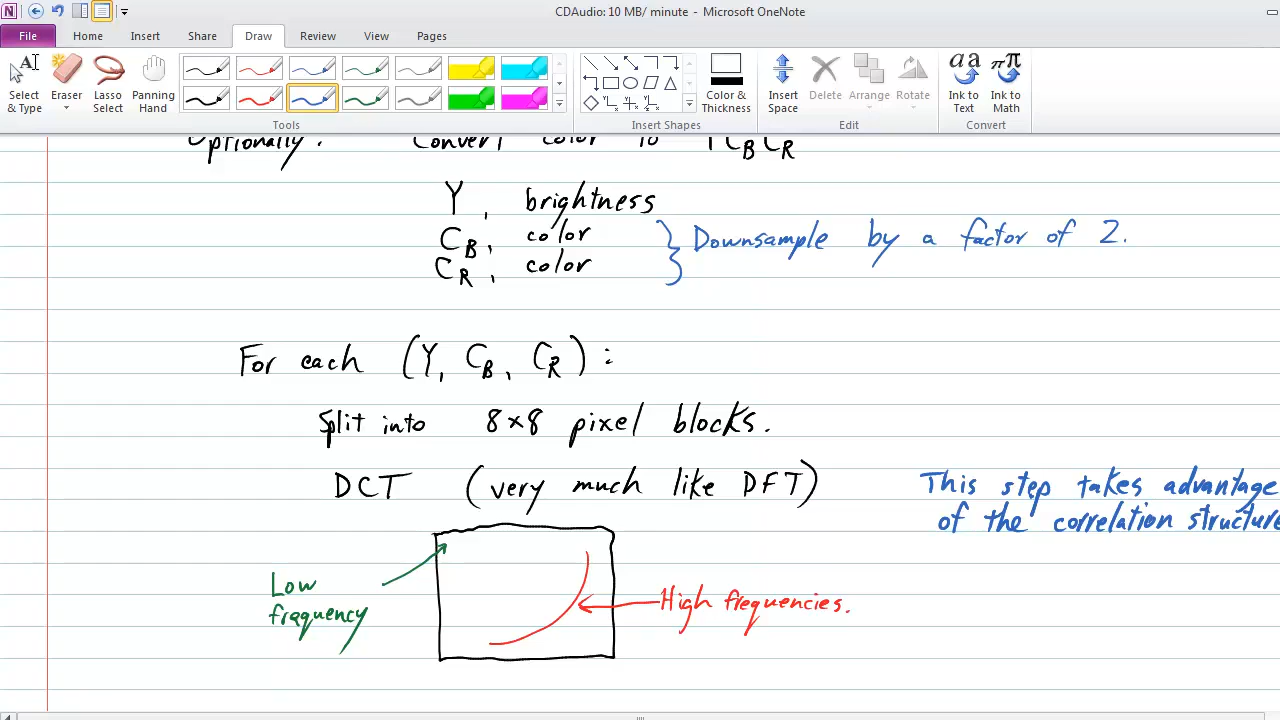 CDAudio: 10 MB/ minute - Microsoft OneNote
File Home Insert Share Draw Review View Pages
Select & Type Eraser Lasso Select Panning Hand Color & Thickness Insert Space Delete Arrange Rotate Ink to Text Ink to Math
Tools Insert Shapes Edit Convert
Optionally: Convert color to YCBCR
Y, brightness
CB, color
CR, color
Downsample by a factor of 2.
For each (Y, CB, CR):
Split into 8×8 pixel blocks.
DCT (very much like DFT)
This step takes advantage
of the correlation structure
Low
frequency
High frequencies.